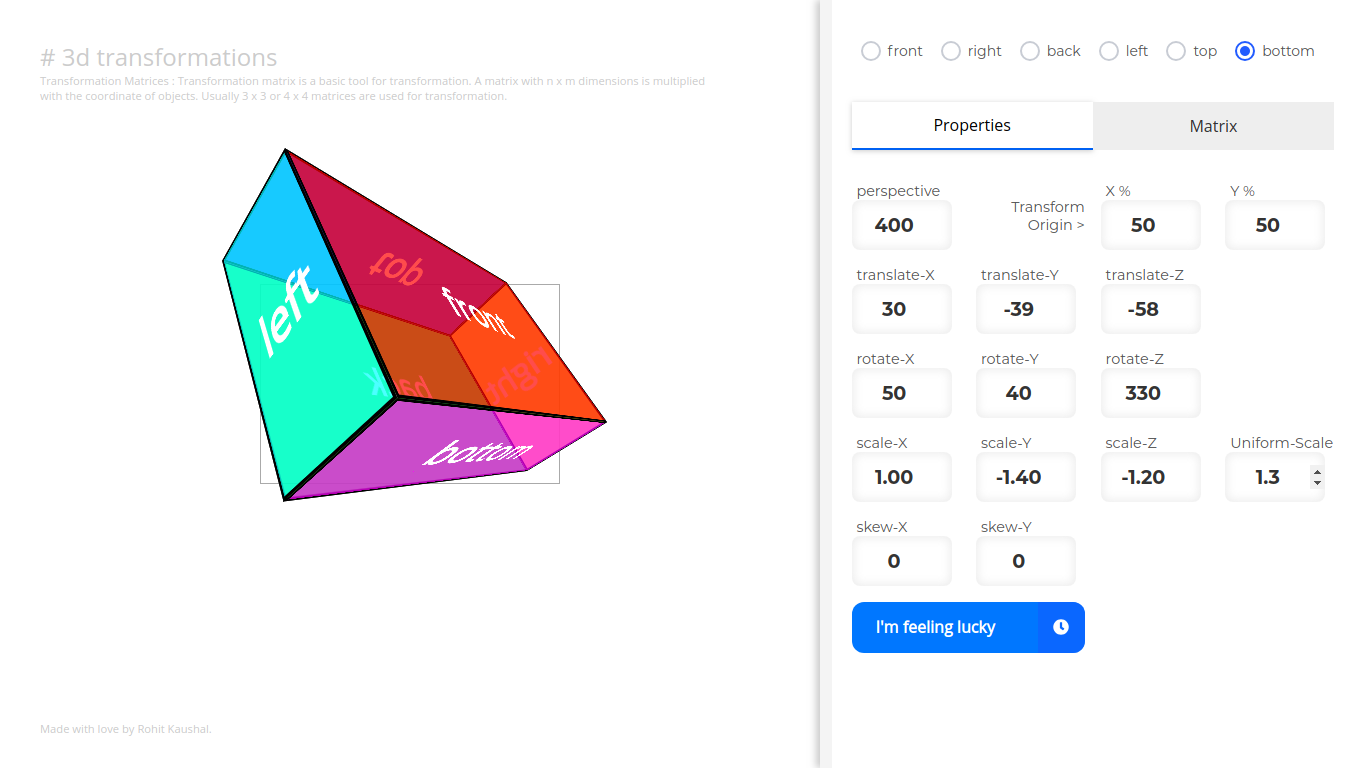 # 3d transformations
Transformation Matrices : Transformation matrix is a basic tool for transformation. A matrix with n x m dimensions is multiplied
with the coordinate of objects. Usually 3 x 3 or 4 x 4 matrices are used for transformation.
left
top
front
right
back
bottom
Made with love by Rohit Kaushal.
front right back left top bottom
Properties Matrix
perspective X % Y %
Transform
Origin >
400 50 50
translate-X translate-Y translate-Z
30 -39 -58
rotate-X rotate-Y rotate-Z
50 40 330
scale-X scale-Y scale-Z Uniform-Scale
1.00 -1.40 -1.20 1.3
skew-X skew-Y
0 0
I'm feeling lucky